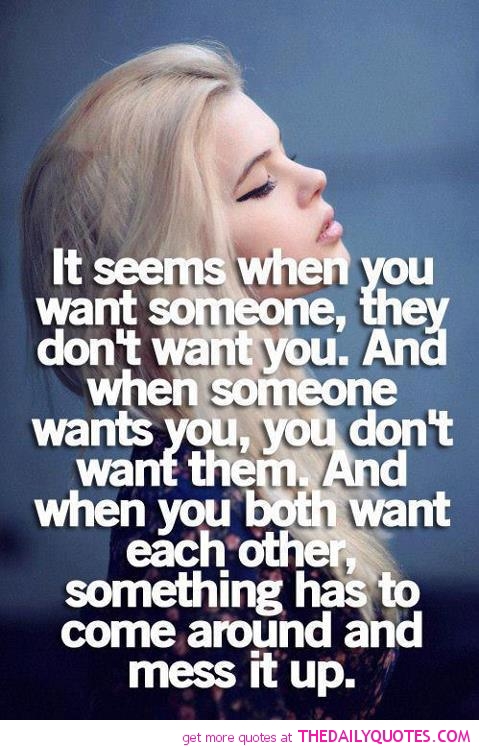 It seems when you
want someone, they
don't want you. And
when someone
wants you, you don't
want them. And
when you both want
each other,
something has to
come around and
mess it up.
get more quotes at THEDAILYQUOTES.COM